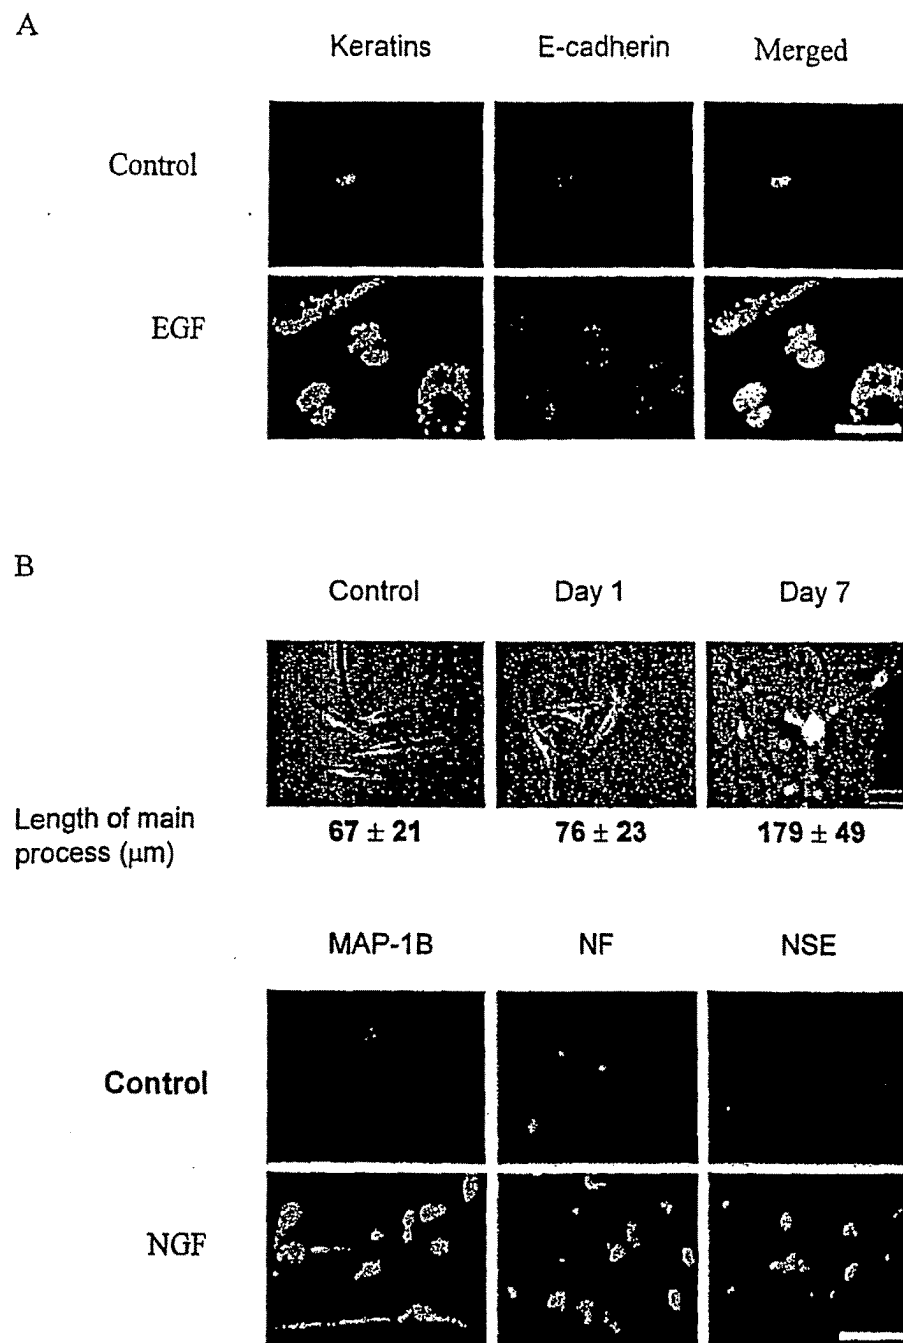 A
Keratins E-cadherin Merged
Control
EGF
B
Control Day 1 Day 7
Length of main
process (μm)
67 ± 21 76 ± 23 179 ± 49
MAP-1B NF NSE
Control
NGF